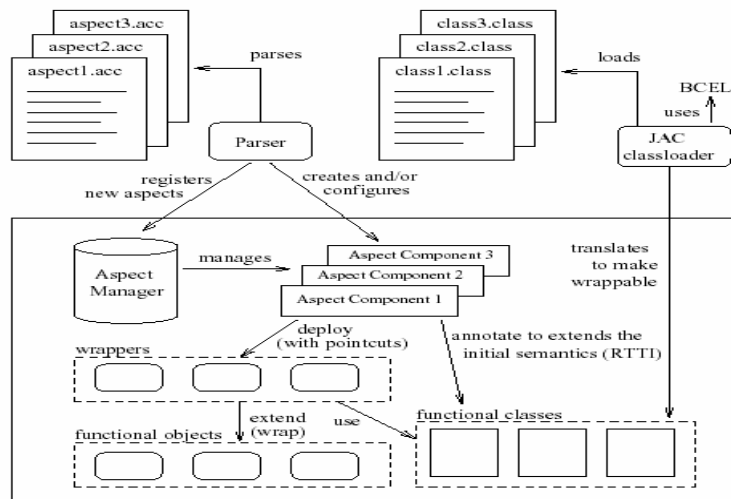 aspect3.acc
aspect2.acc
aspect1.acc
parses
Parser
class3.class
class2.class
class1.class
loads
BCEL
uses
JAC
classloader
registers
new aspects
creates and/or
configures
Aspect
Manager
manages
Aspect Component 3
Aspect Component 2
Aspect Component 1
translates
to make
wrappable
deploy
(with pointcuts)
annotate to extends the
initial semantics (RTTI)
wrappers
extend
(wrap)
use
functional classes
functional objects